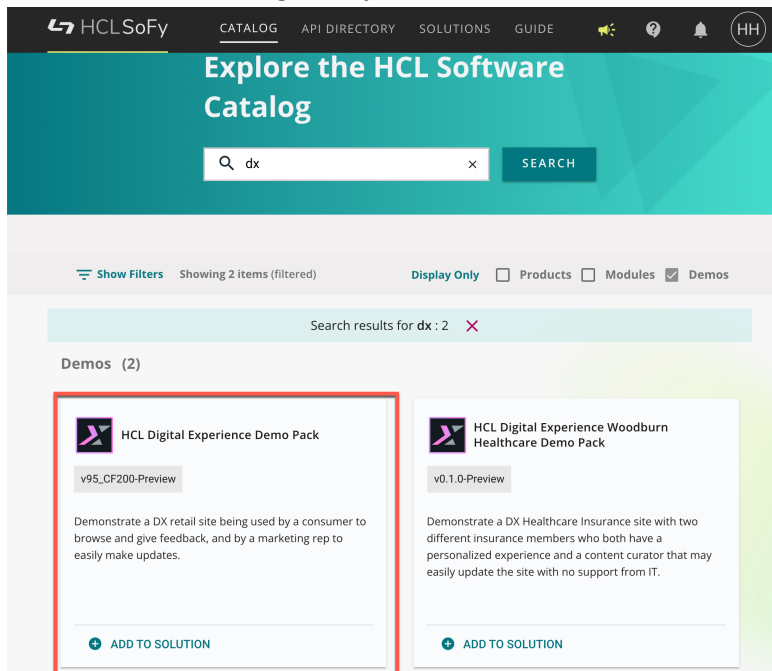 HCLSoFy CATALOG API DIRECTORY SOLUTIONS GUIDE HH
Explore the HCL Software
Catalog
dx × SEARCH
Show Filters Showing 2 items (filtered) Display Only Products Modules Demos
Search results for dx : 2
Demos (2)
HCL Digital Experience Demo Pack
v95_CF200-Preview
Demonstrate a DX retail site being used by a consumer to
browse and give feedback, and by a marketing rep to
easily make updates.
ADD TO SOLUTION
HCL Digital Experience Woodburn
Healthcare Demo Pack
v0.1.0-Preview
Demonstrate a DX Healthcare Insurance site with two
different insurance members who both have a
personalized experience and a content curator that may
easily update the site with no support from IT.
ADD TO SOLUTION